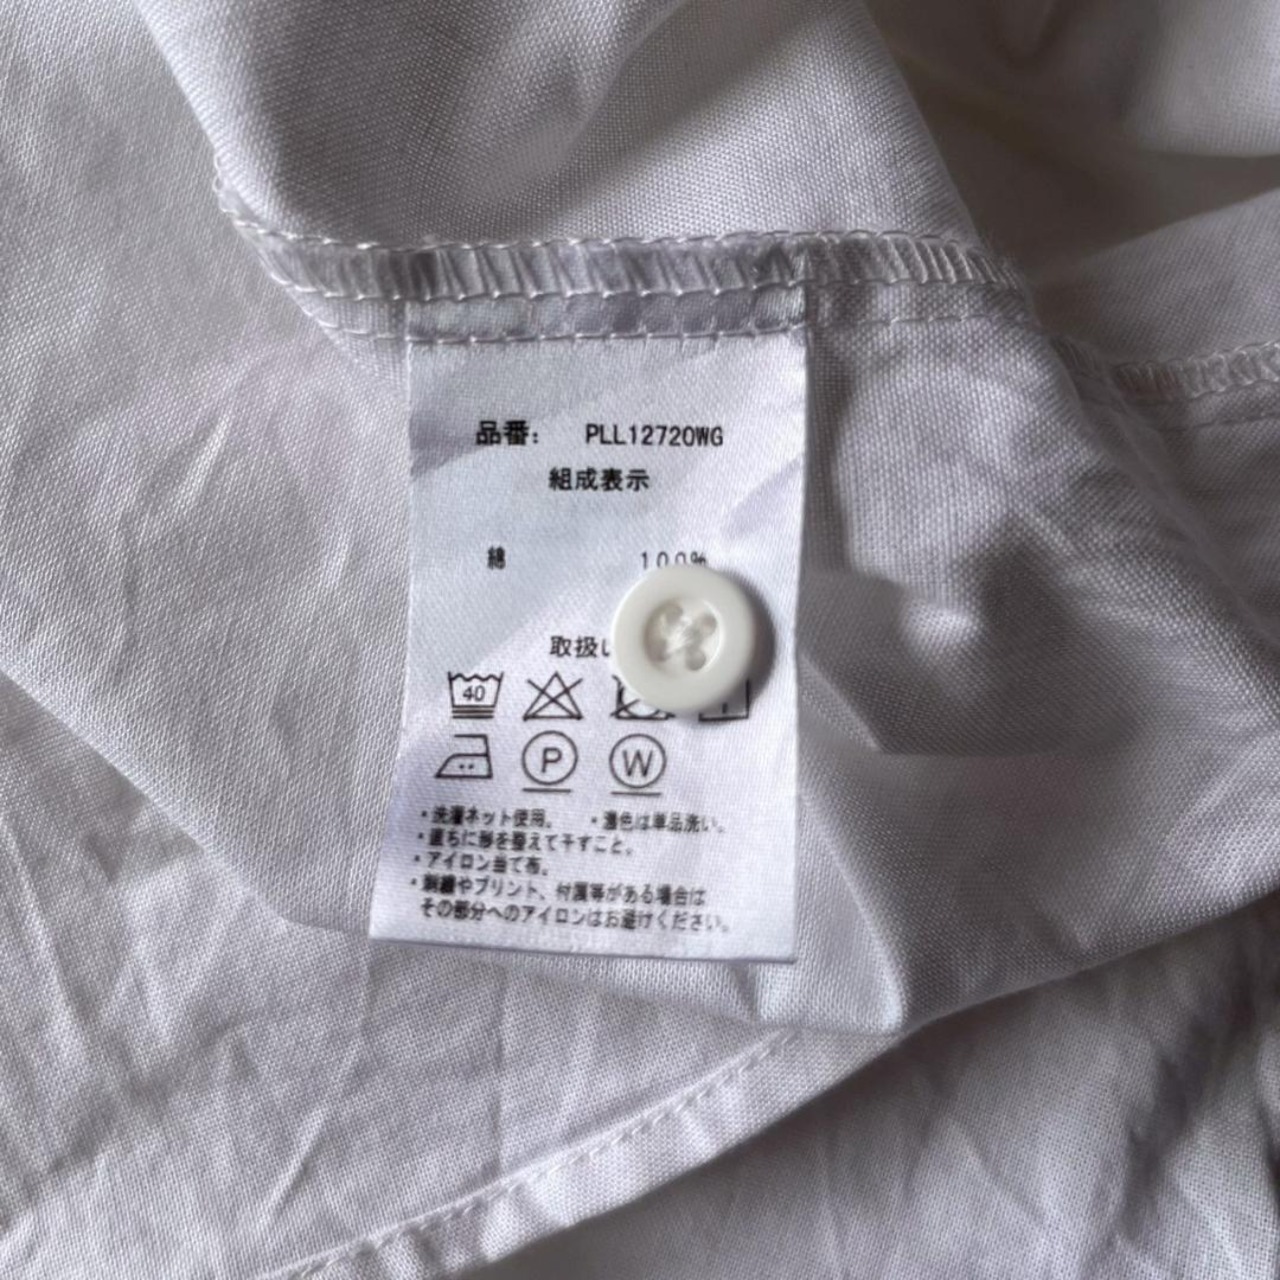 品番： PLL12720WG
組成表示
綿 100%
取扱い
40
P W
・洗濯ネット使用。 ・濃色は単品洗い。
・直ちに形を整えて干すこと。
・アイロン当て布。
・刺繍やプリント、付属等がある場合は
その部分へのアイロンはお避けください。